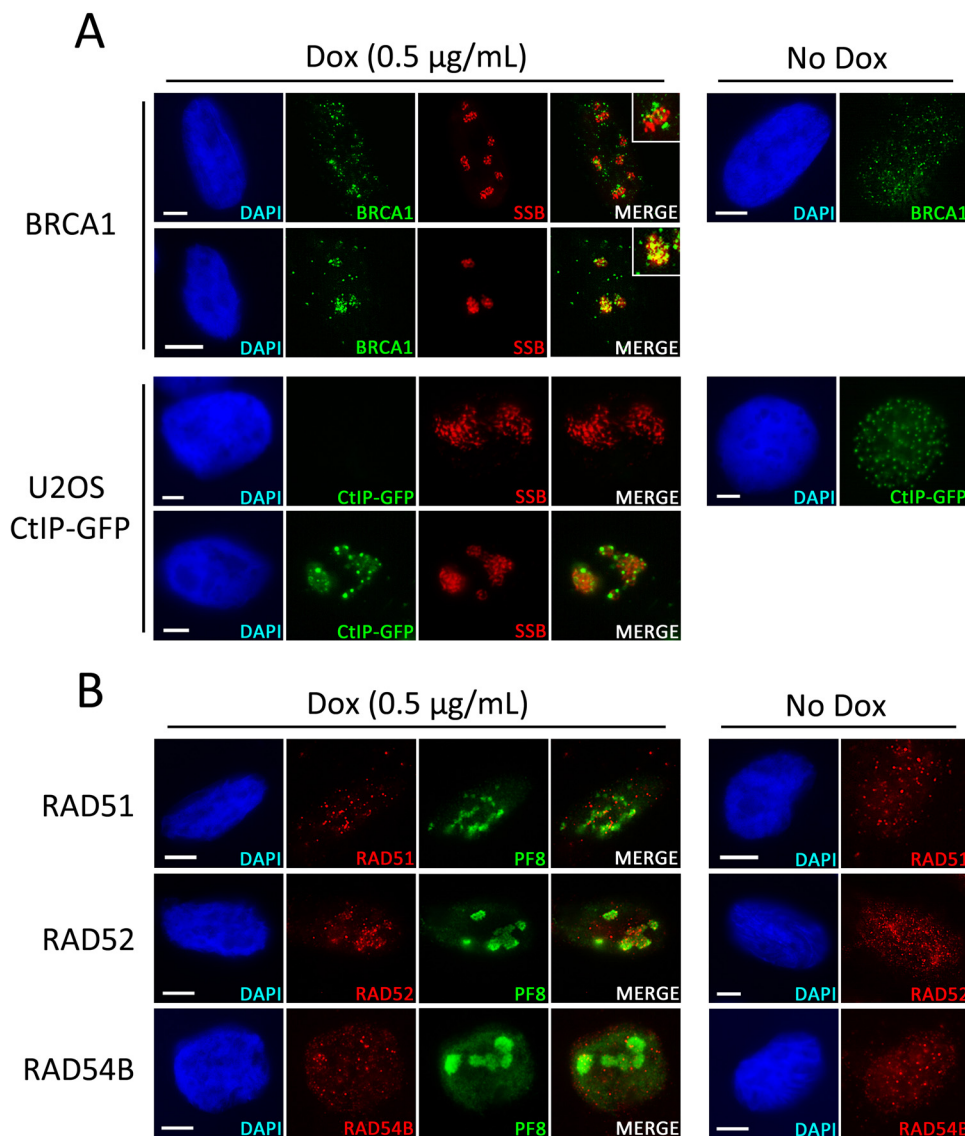 A
Dox (0.5 µg/mL)
No Dox
BRCA1
DAPI
BRCA1
SSB
MERGE
DAPI
BRCA1
DAPI
BRCA1
SSB
MERGE
U2OS
CtIP-GFP
DAPI
CtIP-GFP
SSB
MERGE
DAPI
CtIP-GFP
DAPI
CtIP-GFP
SSB
MERGE
B
Dox (0.5 µg/mL)
No Dox
RAD51
DAPI
RAD51
PF8
MERGE
DAPI
RAD51
RAD52
DAPI
RAD52
PF8
MERGE
DAPI
RAD52
RAD54B
DAPI
RAD54B
PF8
MERGE
DAPI
RAD54B